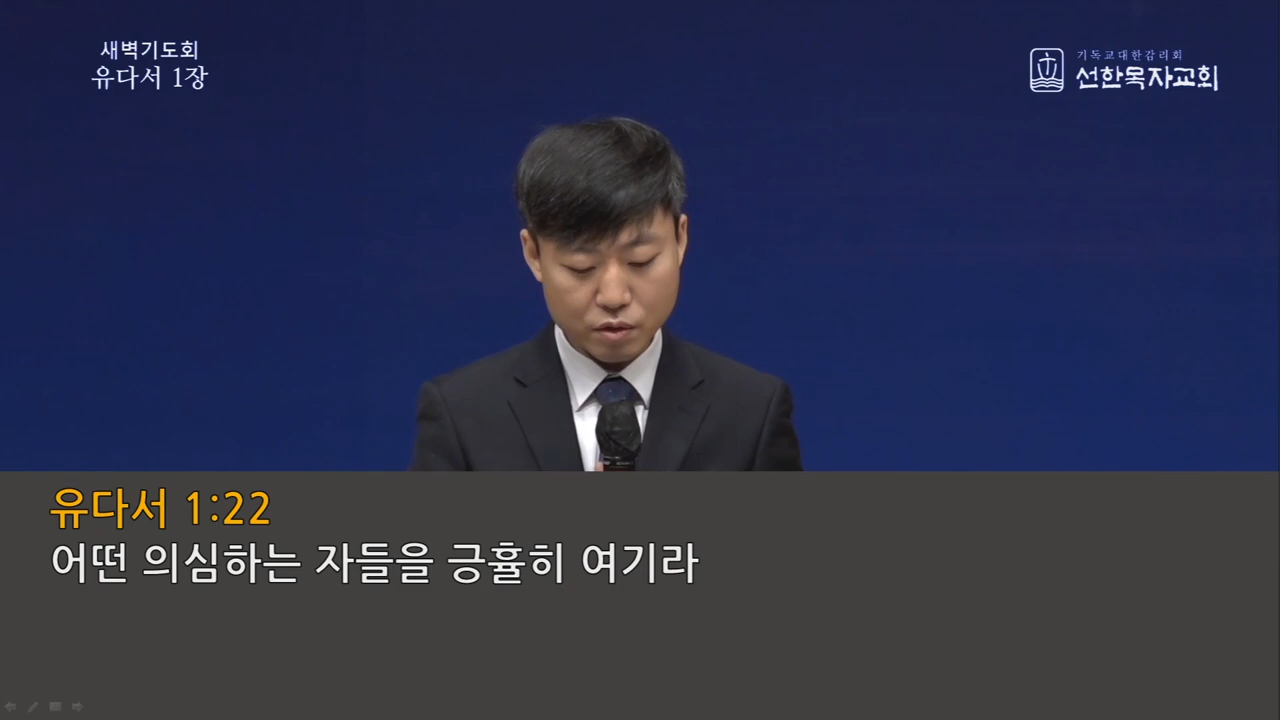 새벽기도회
유다서 1장
기독교대한감리회
선한목자교회
유다서 1:22
어떤 의심하는 자들을 긍휼히 여기라